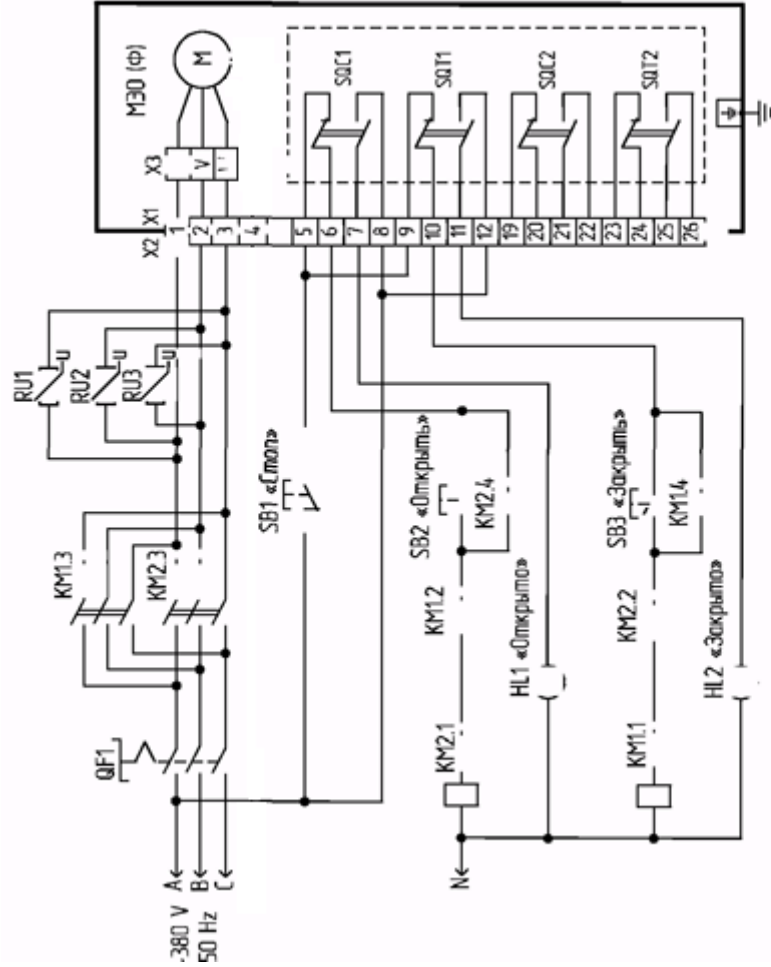 МЭО (Ф)
M
X3
V
X1
X2
1
2
3
4
5
6
7
8
9
10
11
12
19
20
21
22
23
24
25
26
SQC1
SQT1
SQC2
SQT2
RU1
U
RU2
U
RU3
U
KM1.3
KM2.3
QF1
~380 V
50 Hz
A
B
C
SB1 «Стоп»
SB2 «Открыть»
KM2.4
KM1.2
KM2.1
HL1 «Открыто»
SB3 «Закрыть»
KM1.4
KM2.2
KM1.1
HL2 «Закрыто»
N